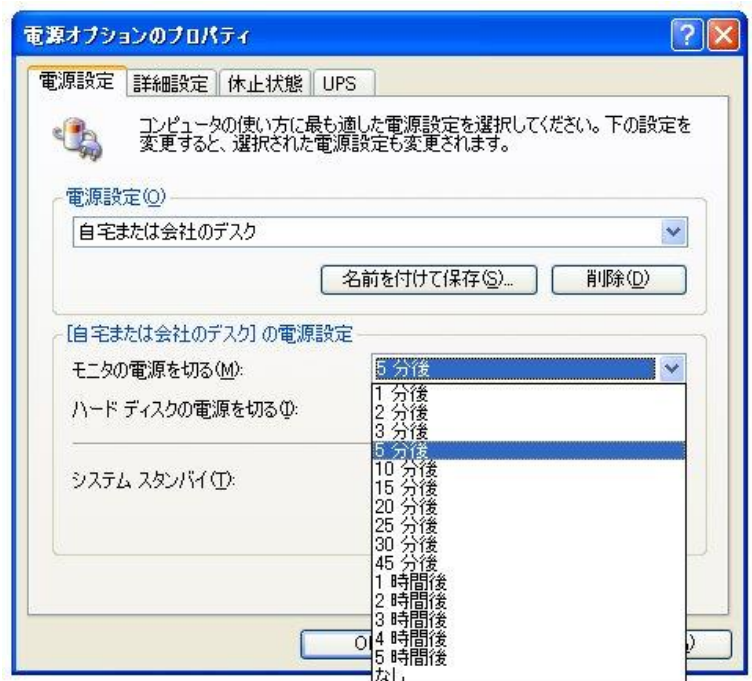 電源オプションのプロパティ
電源設定 詳細設定 休止状態 UPS
コンピュータの使い方に最も適した電源設定を選択してください。下の設定を
変更すると、選択された電源設定も変更されます。
電源設定(O)
自宅または会社のデスク
名前を付けて保存(S)... 削除(D)
[自宅または会社のデスク] の電源設定
モニタの電源を切る(M): 5 分後
ハード ディスクの電源を切る(I):
システム スタンバイ(T):
1 分後
2 分後
3 分後
5 分後
10 分後
15 分後
20 分後
25 分後
30 分後
45 分後
1 時間後
2 時間後
3 時間後
4 時間後
5 時間後
なし